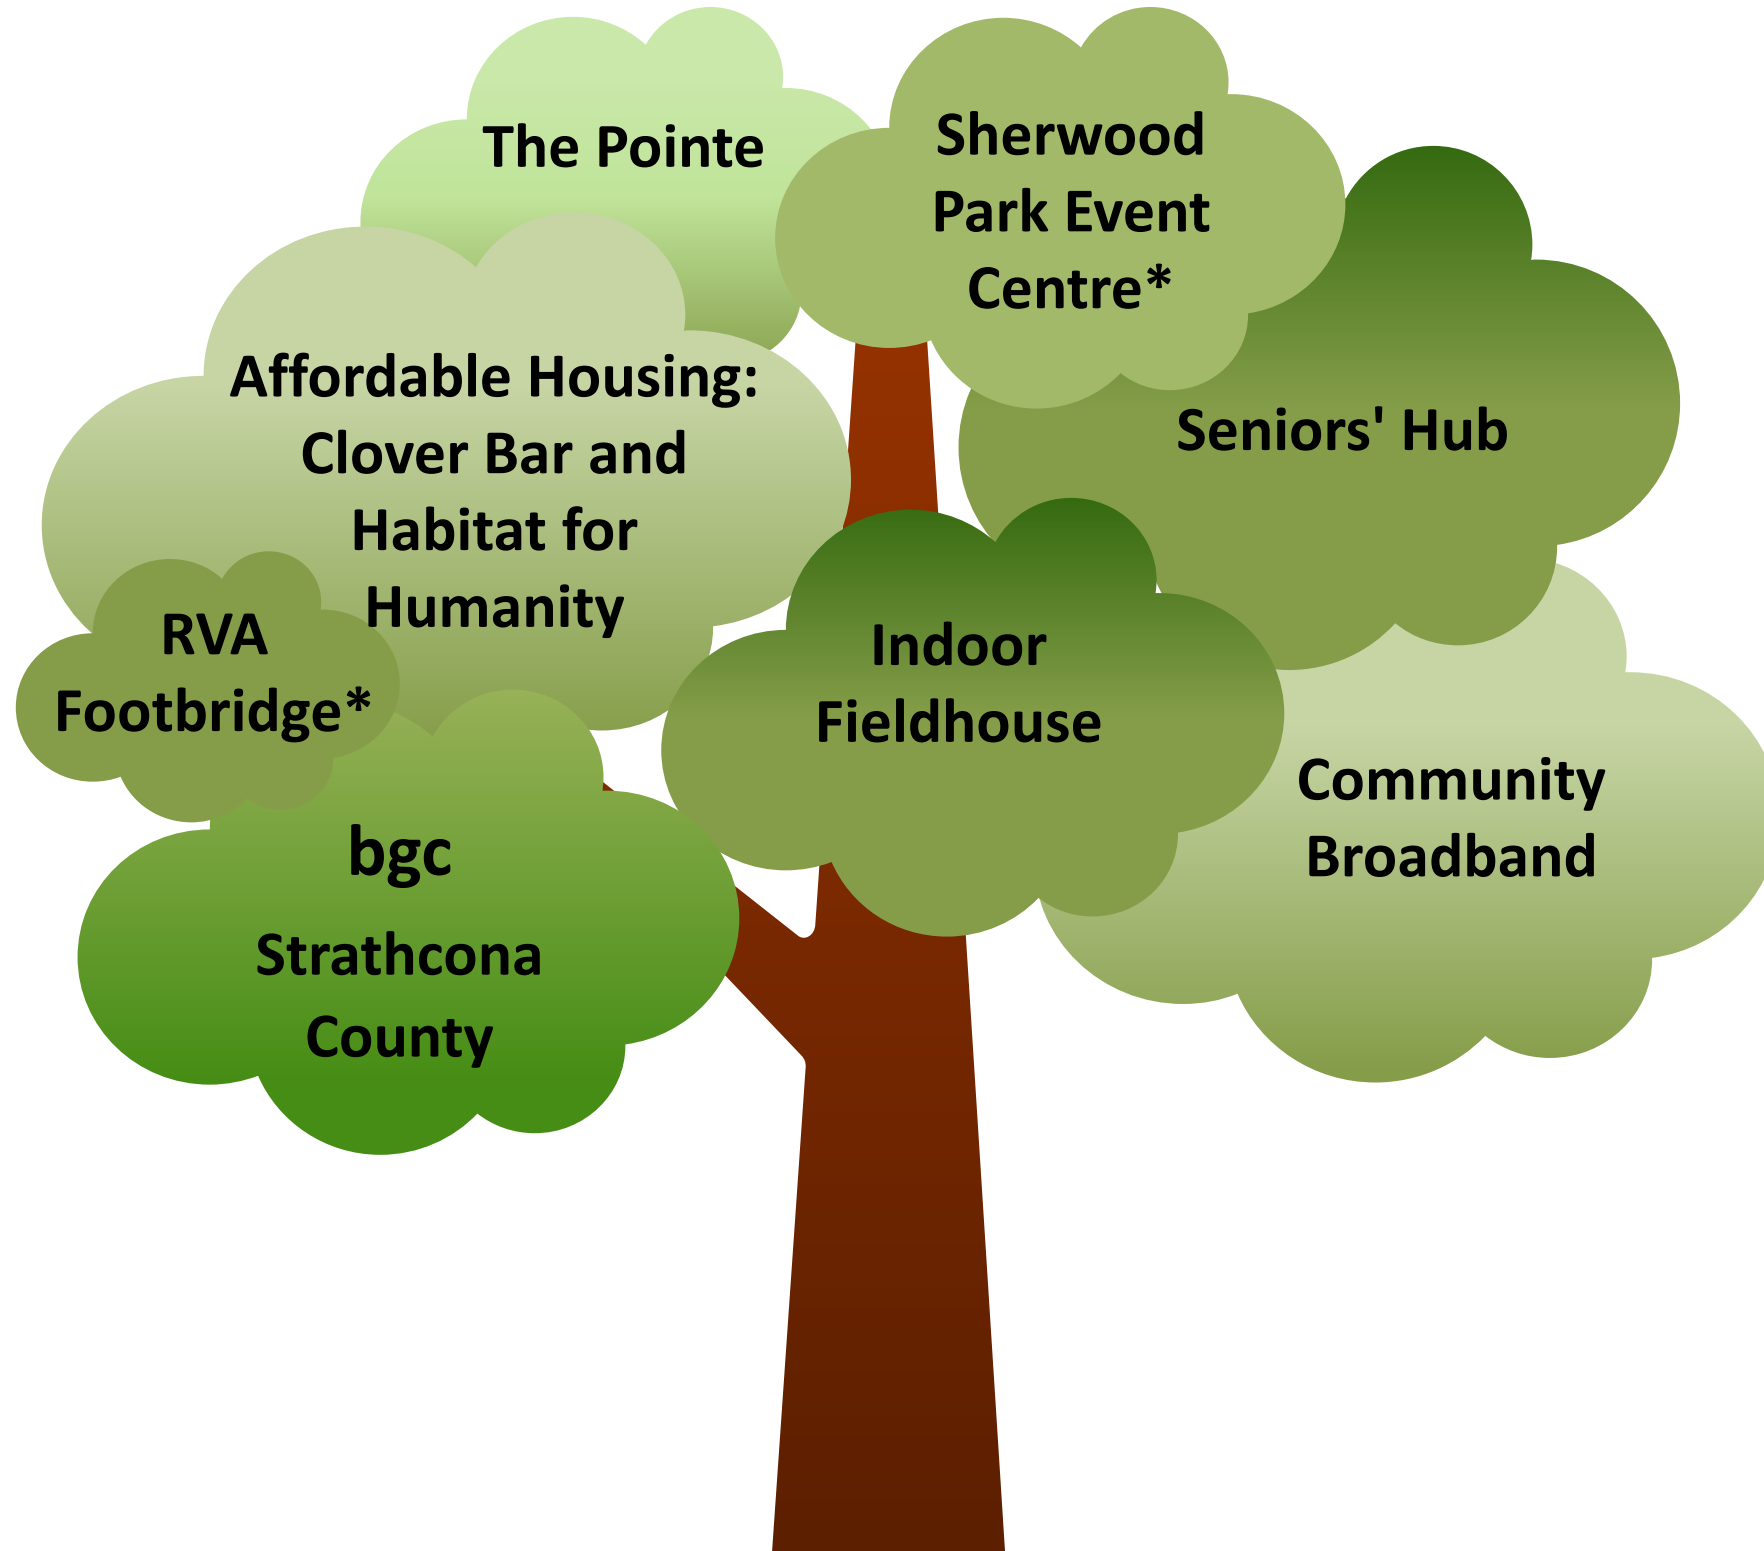 The Pointe
Sherwood
Park Event
Centre*
Affordable Housing:
Clover Bar and
Habitat for
Humanity
Seniors' Hub
RVA
Footbridge*
Indoor
Fieldhouse
Community
Broadband
bgc
Strathcona
County